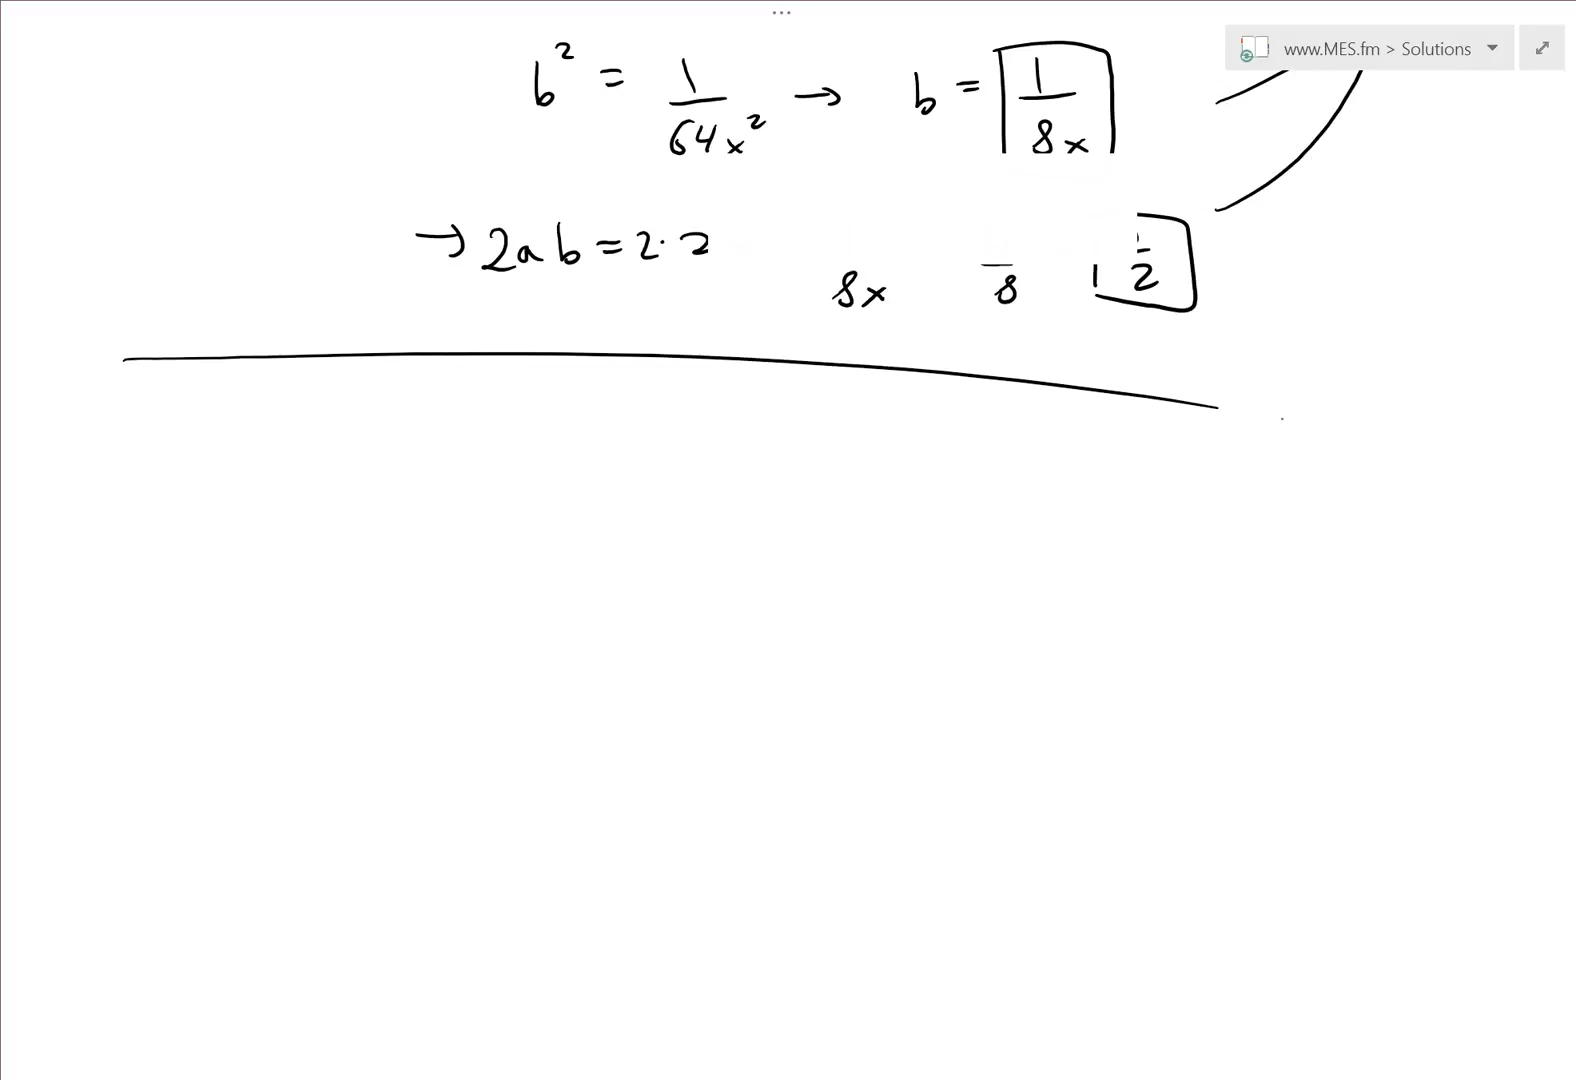 www.MES.fm > Solutions
b² = 1/64x² → b = 1/8x
→ 2ab = 2·2 8x 8 1/2